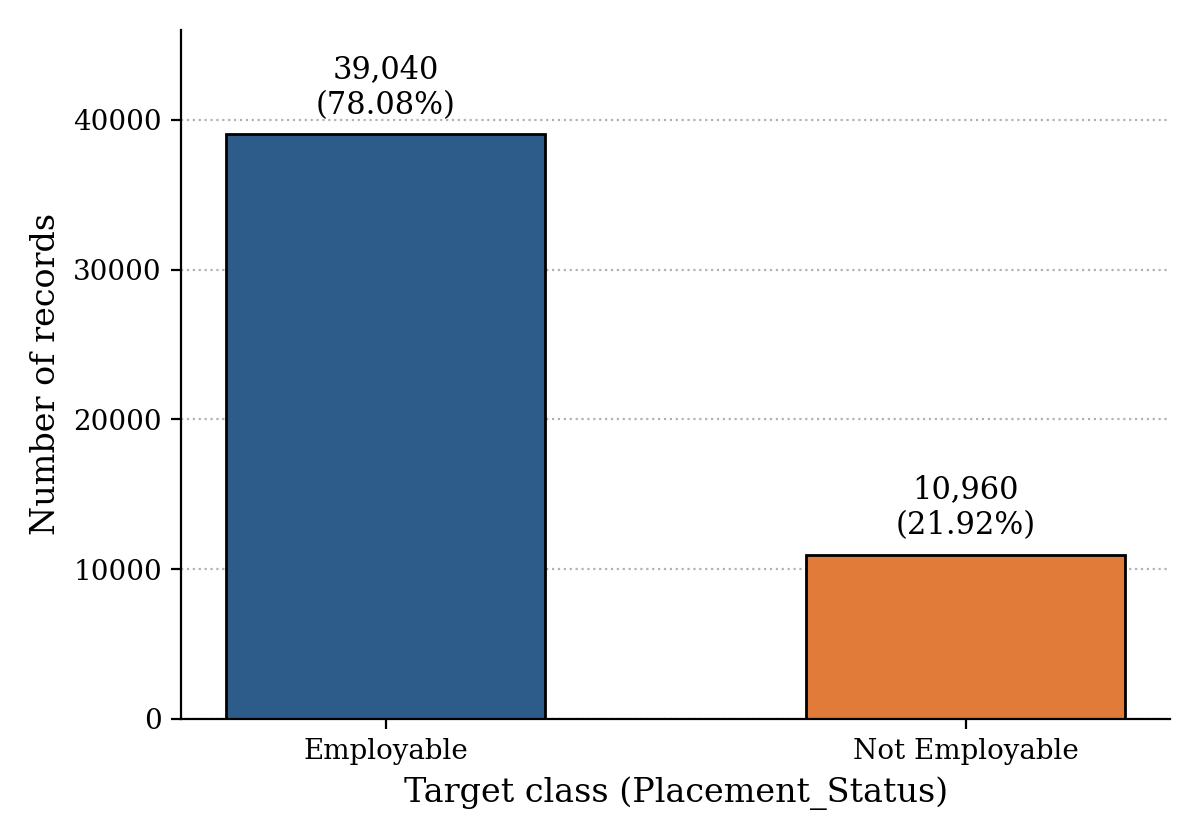 39,040
(78.08%)
40000
30000
20000
10000
0
10,960
(21.92%)
Number of records
Employable
Not Employable
Target class (Placement_Status)